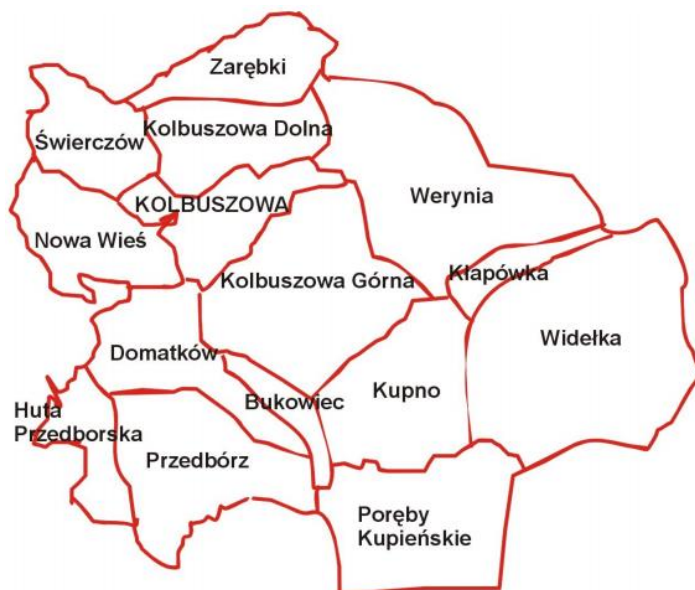 Zarębki
Kolbuszowa Dolna
Świerczów
Werynia
KOLBUSZOWA
Nowa Wieś
Kłapówka
Kolbuszowa Górna
Widełka
Domatków
Kupno
Bukowiec
Huta
Przedborska
Przedbórz
Poręby
Kupieńskie